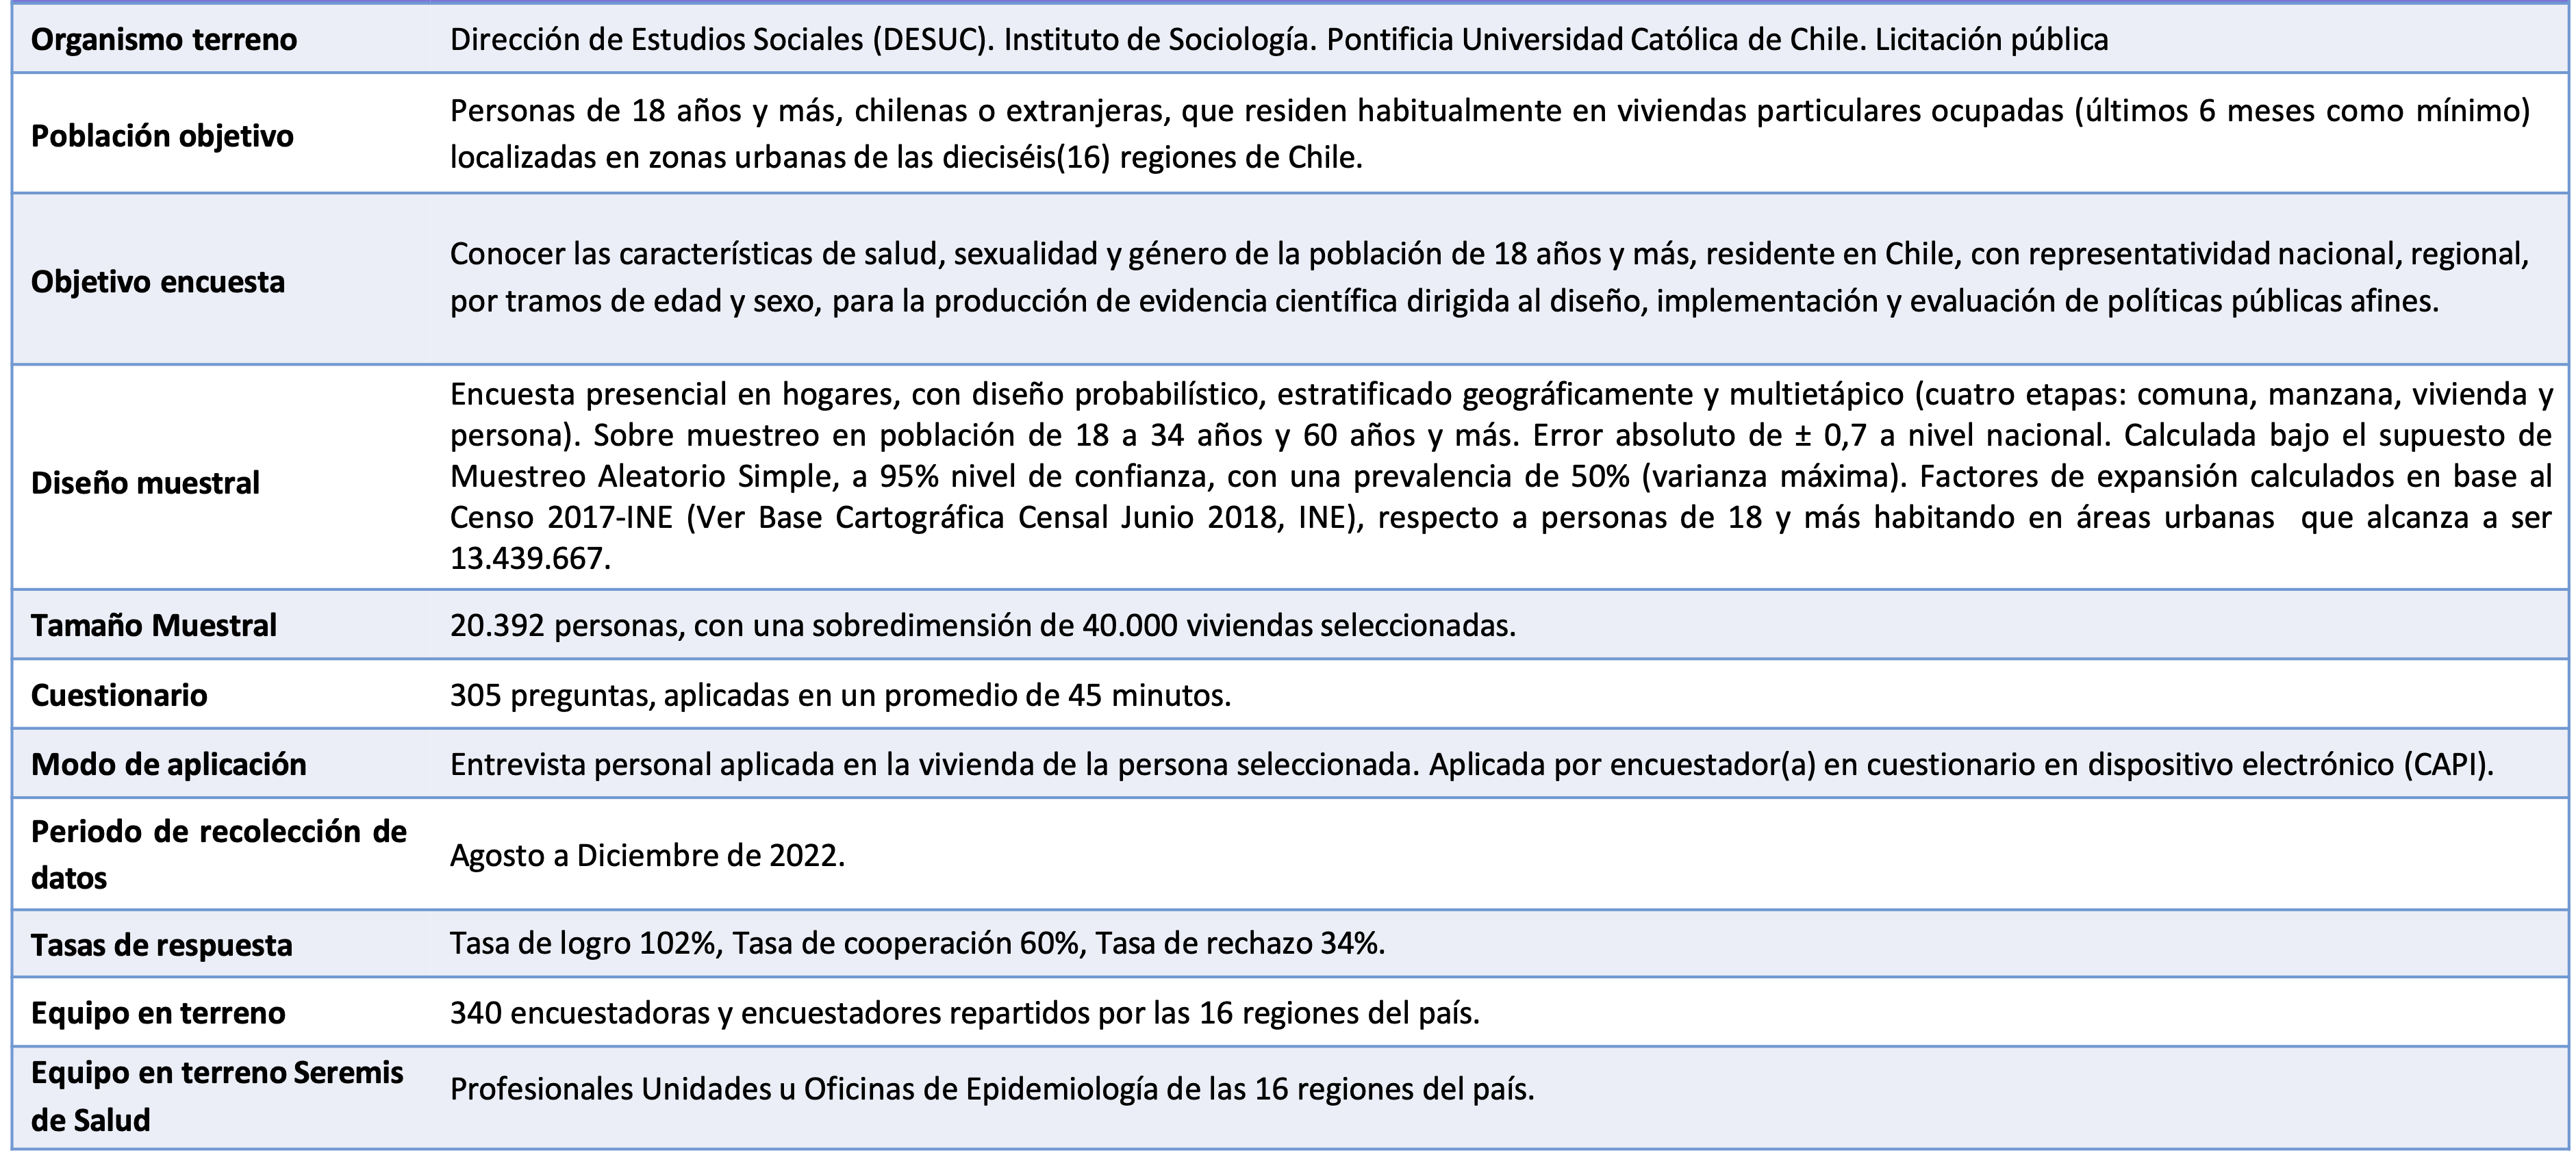 Organismo terreno
Dirección de Estudios Sociales (DESUC). Instituto de Sociología. Pontificia Universidad Católica de Chile. Licitación pública
Población objetivo
Personas de 18 años y más, chilenas o extranjeras, que residen habitualmente en viviendas particulares ocupadas (últimos 6 meses como mínimo)
localizadas en zonas urbanas de las dieciséis(16) regiones de Chile.
Objetivo encuesta
Conocer las características de salud, sexualidad y género de la población de 18 años y más, residente en Chile, con representatividad nacional, regional,
por tramos de edad y sexo, para la producción de evidencia científica dirigida al diseño, implementación y evaluación de políticas públicas afines.
Diseño muestral
Encuesta presencial en hogares, con diseño probabilístico, estratificado geográficamente y multietápico (cuatro etapas: comuna, manzana, vivienda y
persona). Sobre muestreo en población de 18 a 34 años y 60 años y más. Error absoluto de ± 0,7 a nivel nacional. Calculada bajo el supuesto de
Muestreo Aleatorio Simple, a 95% nivel de confianza, con una prevalencia de 50% (varianza máxima). Factores de expansión calculados en base al
Censo 2017-INE (Ver Base Cartográfica Censal Junio 2018, INE), respecto a personas de 18 y más habitando en áreas urbanas que alcanza a ser
13.439.667.
Tamaño Muestral
20.392 personas, con una sobredimensión de 40.000 viviendas seleccionadas.
Cuestionario
305 preguntas, aplicadas en un promedio de 45 minutos.
Modo de aplicación
Entrevista personal aplicada en la vivienda de la persona seleccionada. Aplicada por encuestador(a) en cuestionario en dispositivo electrónico (CAPI).
Periodo de recolección de
datos
Agosto a Diciembre de 2022.
Tasas de respuesta
Tasa de logro 102%, Tasa de cooperación 60%, Tasa de rechazo 34%.
Equipo en terreno
340 encuestadoras y encuestadores repartidos por las 16 regiones del país.
Equipo en terreno Seremis
de Salud
Profesionales Unidades u Oficinas de Epidemiología de las 16 regiones del país.